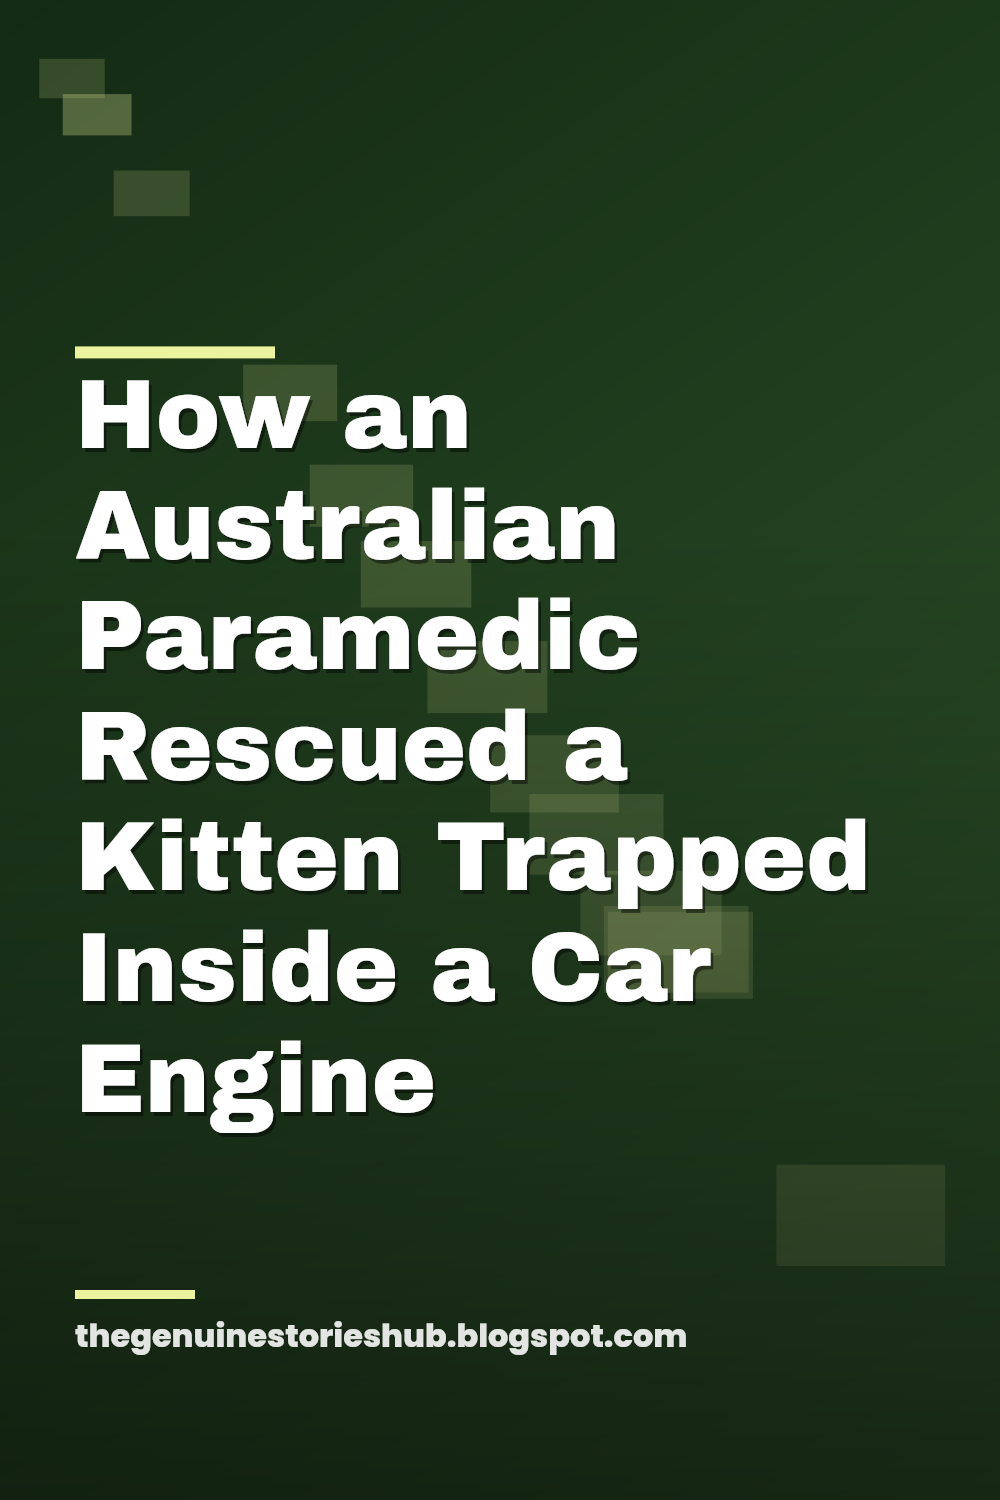 How an
Australian
Paramedic
Rescued a
Kitten Trapped
Inside a Car
Engine
thegenuinestorieshub.blogspot.com